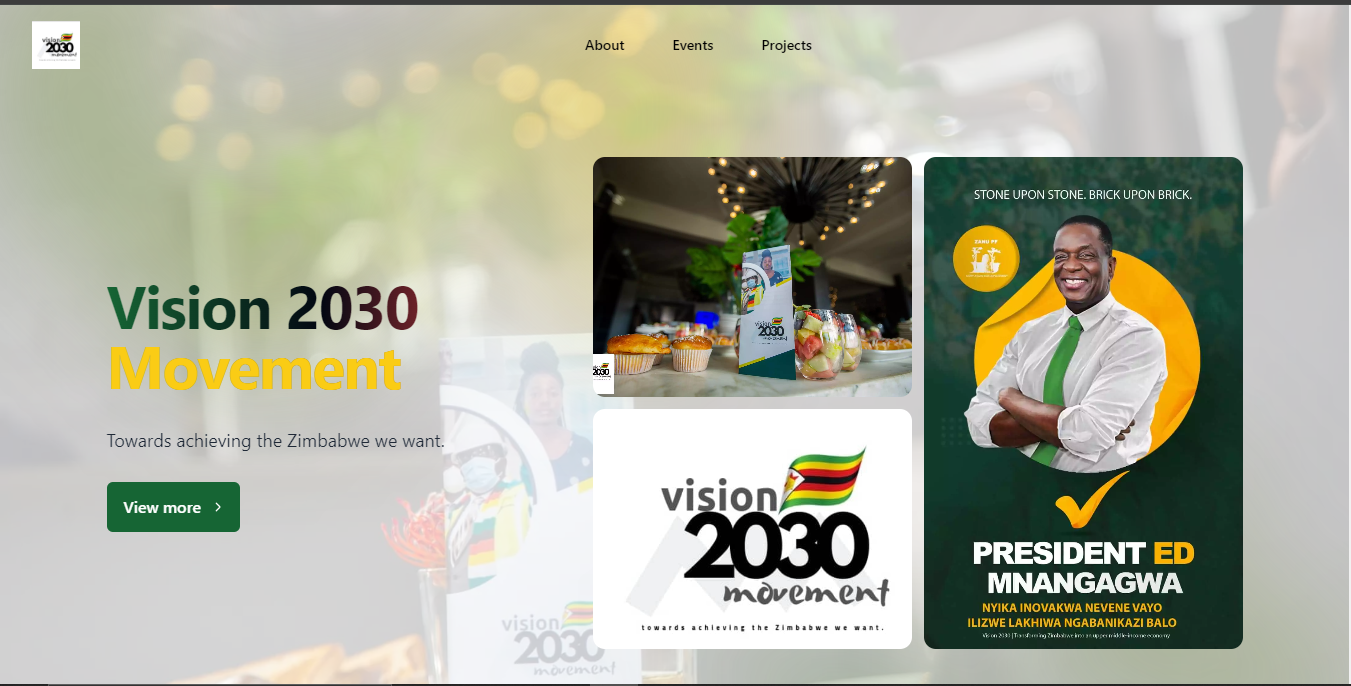 vision
2030
movement
About
Events
Projects
Vision 2030
Movement
Towards achieving the Zimbabwe we want.
View more
vision
2030
2030
vision
2030
movement
towards achieving the Zimbabwe we want.
STONE UPON STONE. BRICK UPON BRICK.
ZANU PF
PRESIDENT ED
MNANGAGWA
NYIKA INOVAKWA NEVENE VAYO
ILIZWE LAKHIWA NGABANIKAZI BALO
Vision 2030 | Transforming Zimbabwe into an upper middle-income economy
vision
2030
movement